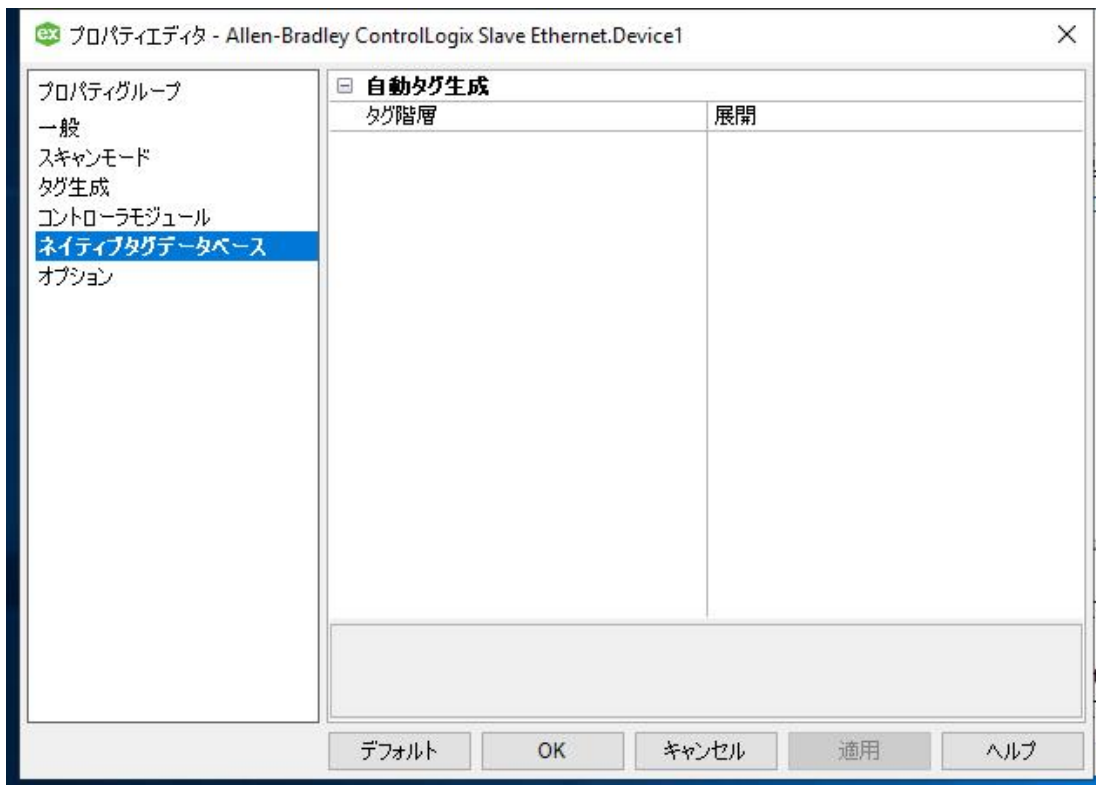 プロパティエディタ - Allen-Bradley ControlLogix Slave Ethernet.Device1
プロパティグループ
一般
スキャンモード
タグ生成
コントローラモジュール
ネイティブタグデータベース
オプション
自動タグ生成
タグ階層 展開
デフォルト OK キャンセル 適用 ヘルプ